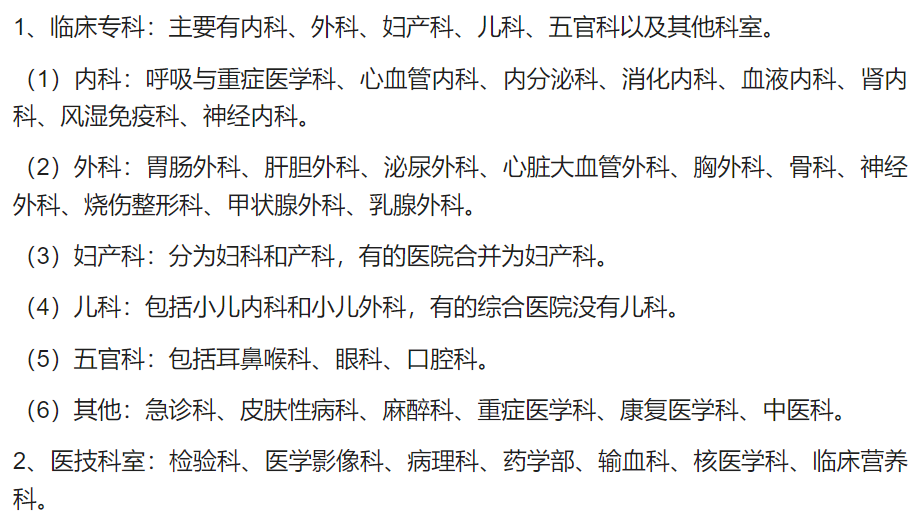 1、临床专科：主要有内科、外科、妇产科、儿科、五官科以及其他科室。
（1）内科：呼吸与重症医学科、心血管内科、内分泌科、消化内科、血液内科、肾内
科、风湿免疫科、神经内科。
（2）外科：胃肠外科、肝胆外科、泌尿外科、心脏大血管外科、胸外科、骨科、神经
外科、烧伤整形科、甲状腺外科、乳腺外科。
（3）妇产科：分为妇科和产科，有的医院合并为妇产科。
（4）儿科：包括小儿内科和小儿外科，有的综合医院没有儿科。
（5）五官科：包括耳鼻喉科、眼科、口腔科。
（6）其他：急诊科、皮肤性病科、麻醉科、重症医学科、康复医学科、中医科。
2、医技科室：检验科、医学影像科、病理科、药学部、输血科、核医学科、临床营养
科。